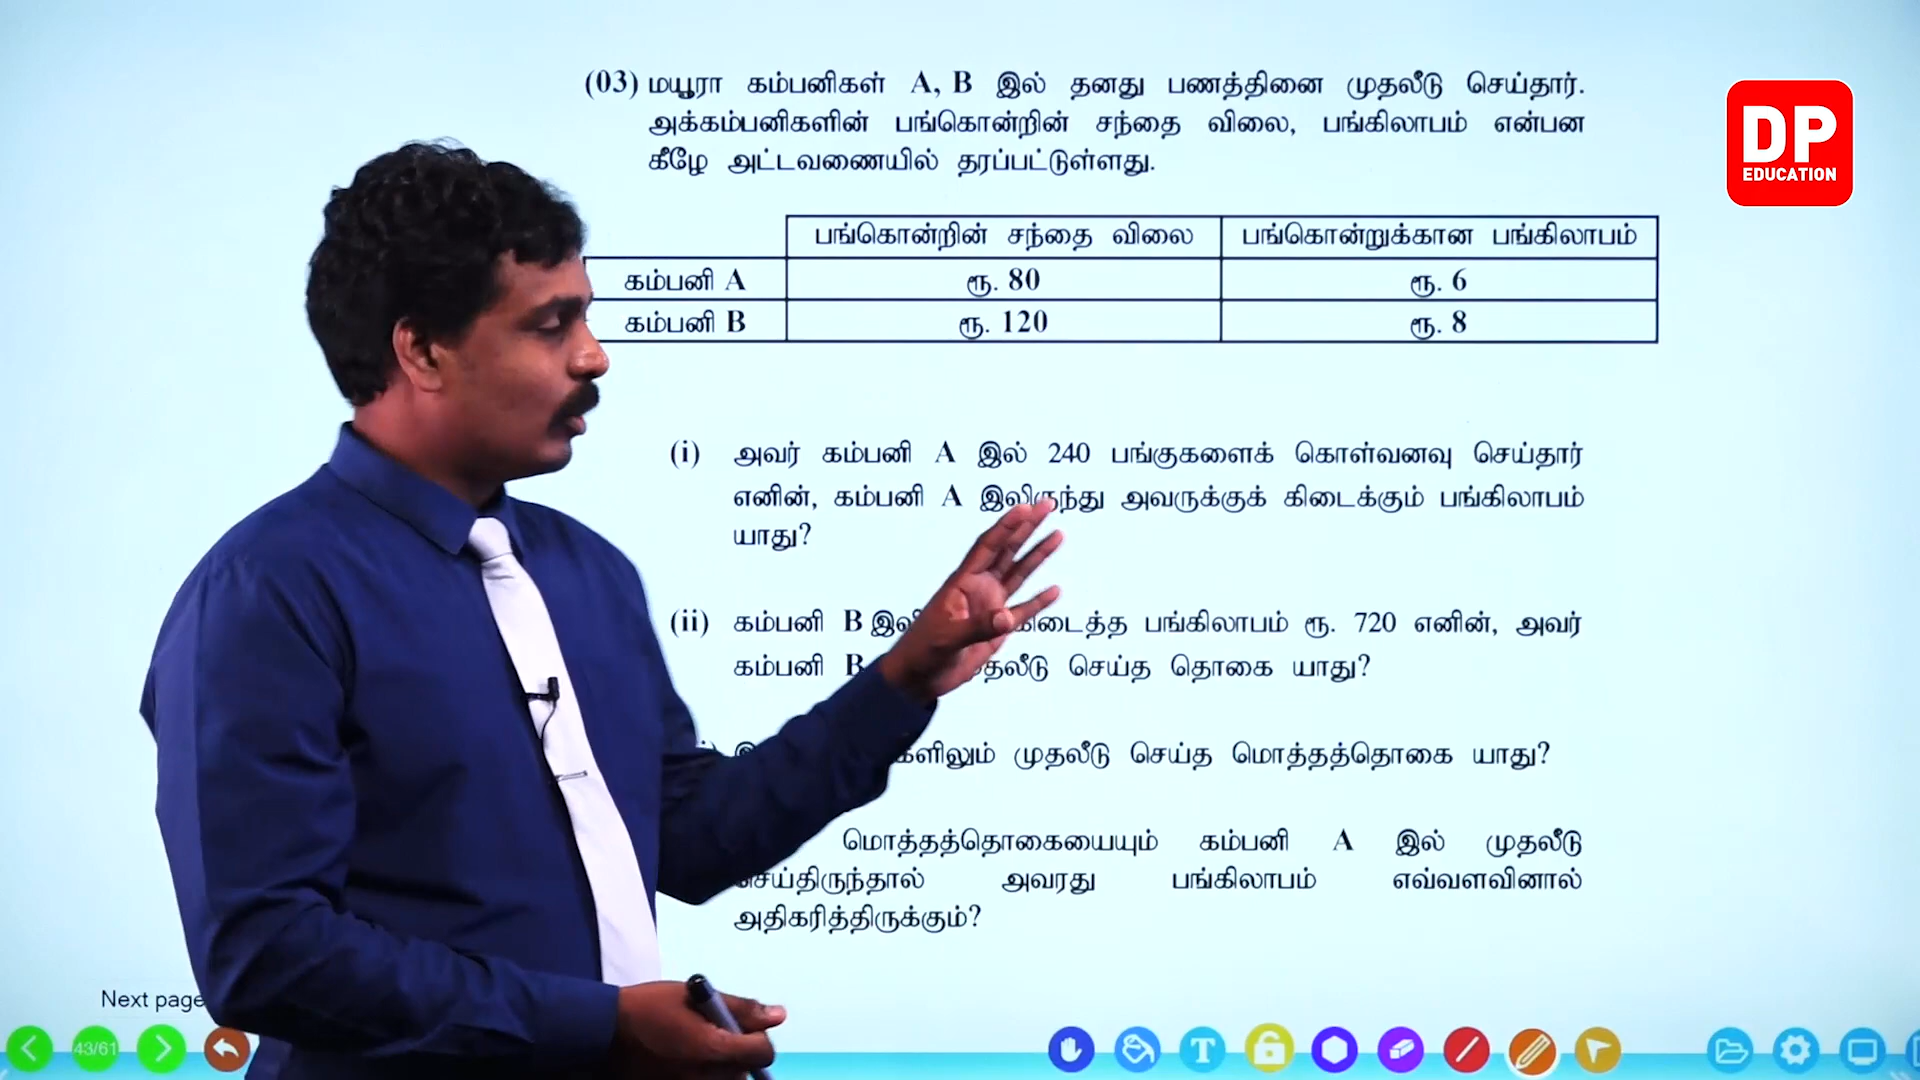 (03) மயூரா கம்பனிகள் A, B இல் தனது பணத்தினை முதலீடு செய்தார்.
அக்கம்பனிகளின் பங்கொன்றின் சந்தை விலை, பங்கிலாபம் என்பன
கீழே அட்டவணையில் தரப்பட்டுள்ளது.
DP
EDUCATION
பங்கொன்றின் சந்தை விலை பங்கொன்றுக்கான பங்கிலாபம்
கம்பனி A ரூ. 80 ரூ. 6
கம்பனி B ரூ. 120 ரூ. 8
(i) அவர் கம்பனி A இல் 240 பங்குகளைக் கொள்வனவு செய்தார்
எனின், கம்பனி A இலிருந்து அவருக்குக் கிடைக்கும் பங்கிலாபம்
யாது?
(ii) கம்பனி B கிடைத்த பங்கிலாபம் ரூ. 720 எனின், அவர்
கம்பனி B முதலீடு செய்த தொகை யாது?
முதலீடு செய்த மொத்தத்தொகை யாது?
மொத்தத்தொகையையும் கம்பனி A இல் முதலீடு
செய்திருந்தால் அவரது பங்கிலாபம் எவ்வளவினால்
அதிகரித்திருக்கும்?
Next page
43/61
T